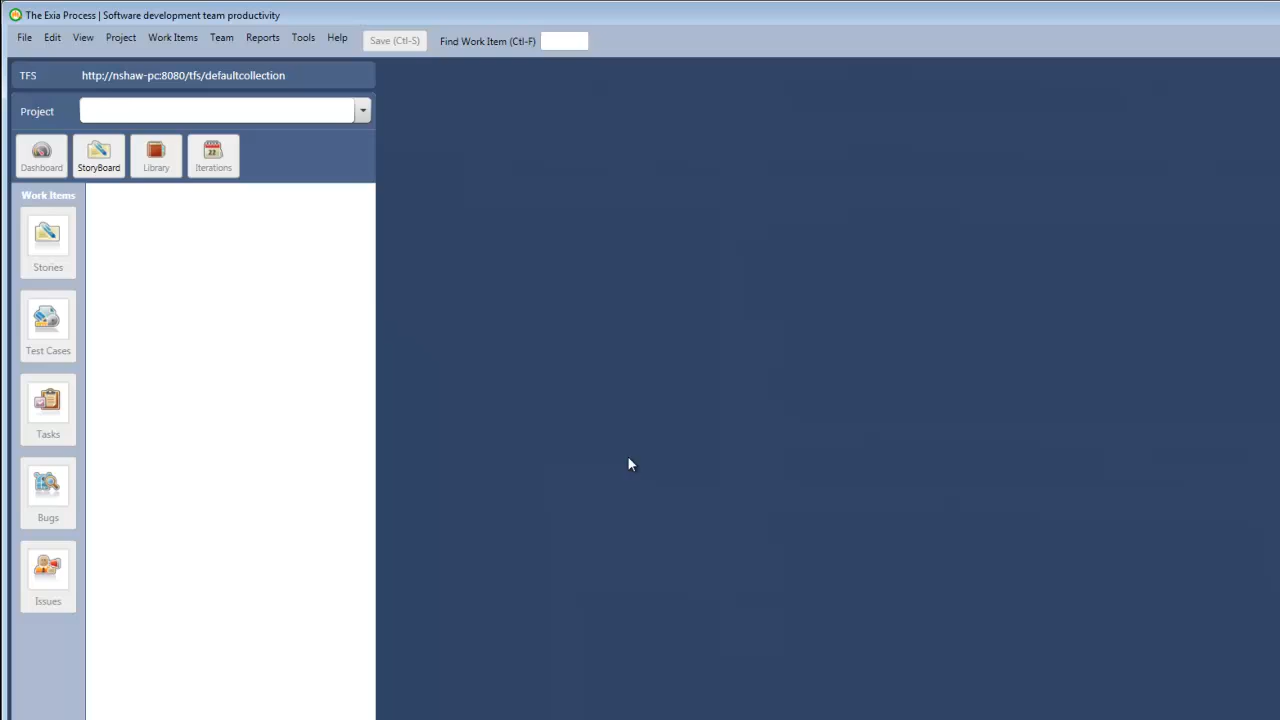 The Exia Process | Software development team productivity
File Edit View Project Work Items Team Reports Tools Help Save (Ctl-S) Find Work Item (Ctl-F)
TFS http://nshaw-pc:8080/tfs/defaultcollection
Project
Dashboard StoryBoard Library Iterations
Work Items
Stories
Test Cases
Tasks
Bugs
Issues